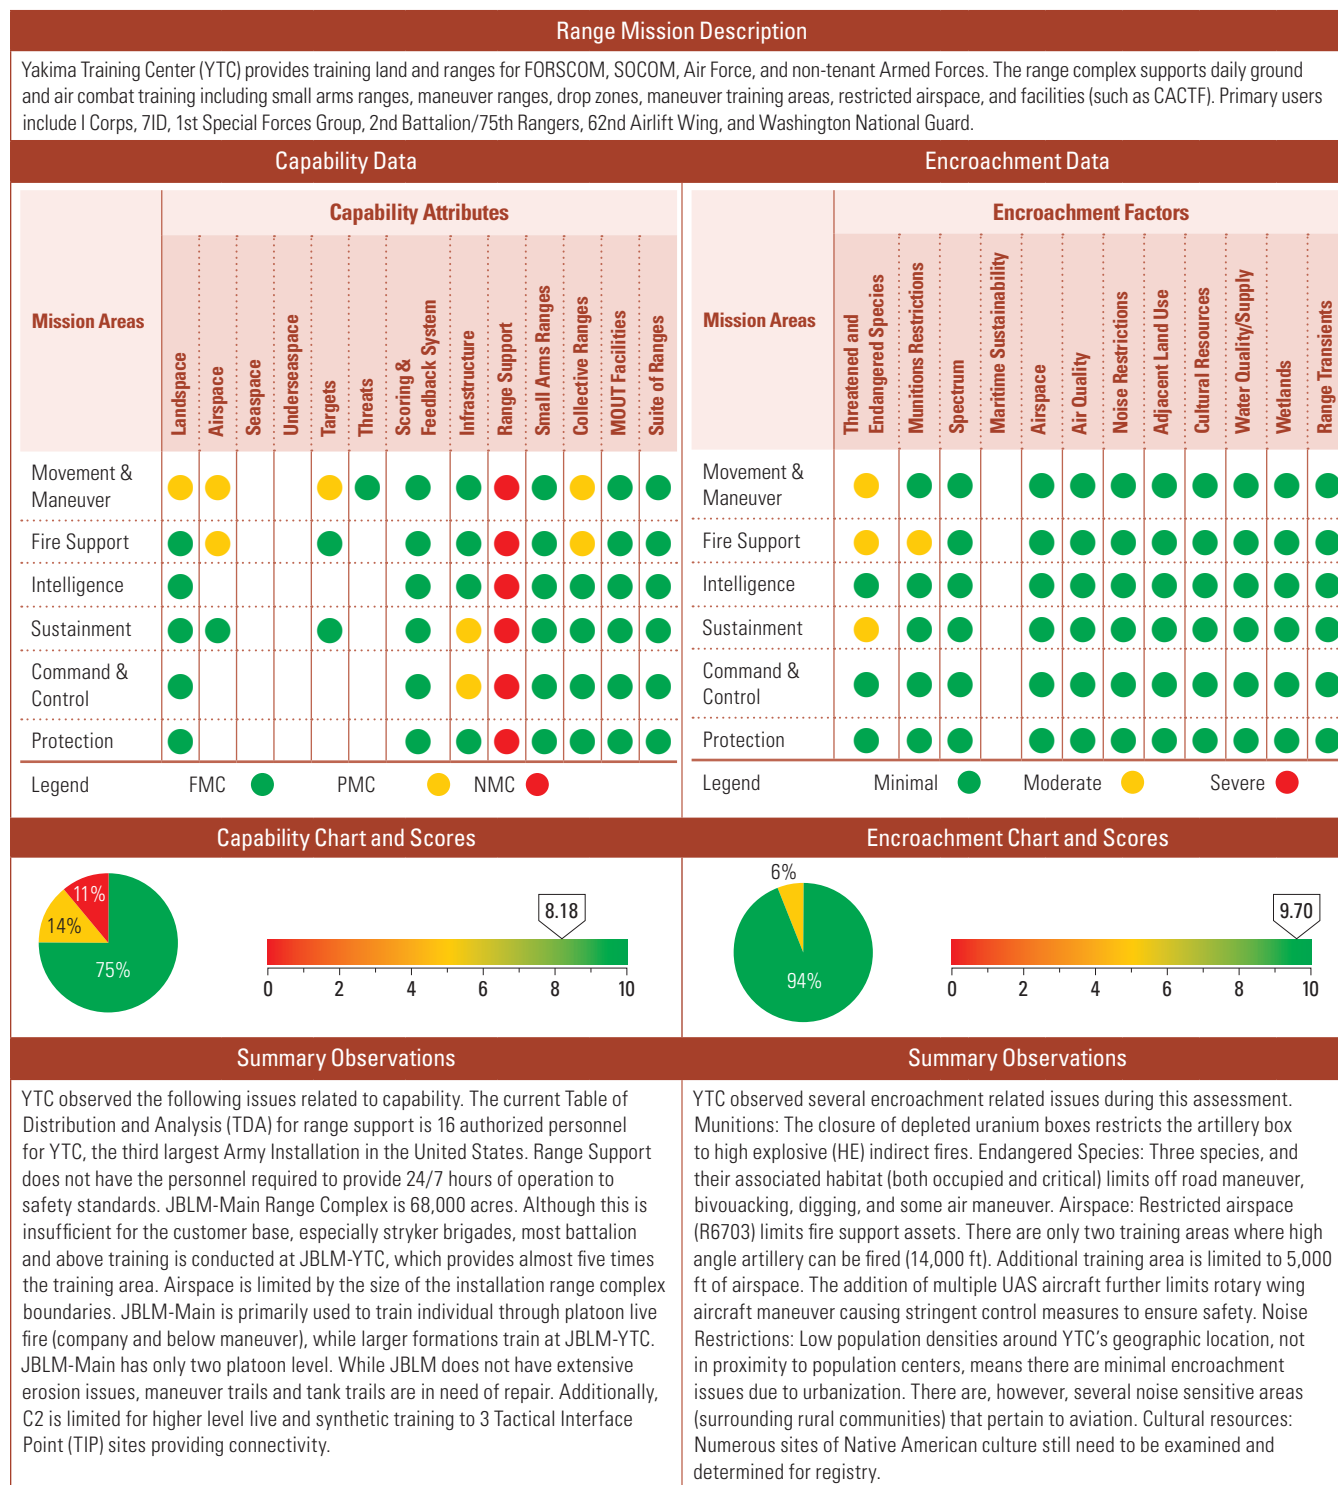 Range Mission Description
Yakima Training Center (YTC) provides training land and ranges for FORSCOM, SOCOM, Air Force, and non-tenant Armed Forces. The range complex supports daily ground
and air combat training including small arms ranges, maneuver ranges, drop zones, maneuver training areas, restricted airspace, and facilities (such as CACTF). Primary users
include I Corps, 7ID, 1st Special Forces Group, 2nd Battalion/75th Rangers, 62nd Airlift Wing, and Washington National Guard.
Capability Data
Mission Areas
Capability Attributes
Landspace
Airspace
Seaspace
Underseaspace
Targets
Threats
Scoring &
Feedback System
Infrastructure
Range Support
Small Arms Ranges
Collective Ranges
MOUT Facilities
Suite of Ranges
Movement &
Maneuver
Fire Support
Intelligence
Sustainment
Command &
Control
Protection
Legend FMC PMC NMC
Encroachment Data
Mission Areas
Encroachment Factors
Threatened and
Endangered Species
Munitions Restrictions
Spectrum
Maritime Sustainability
Airspace
Air Quality
Noise Restrictions
Adjacent Land Use
Cultural Resources
Water Quality/Supply
Wetlands
Range Transients
Movement &
Maneuver
Fire Support
Intelligence
Sustainment
Command &
Control
Protection
Legend Minimal Moderate Severe
Capability Chart and Scores
11%
14%
75%
8.18
0 2 4 6 8 10
Encroachment Chart and Scores
6%
94%
9.70
0 2 4 6 8 10
Summary Observations
YTC observed the following issues related to capability. The current Table of
Distribution and Analysis (TDA) for range support is 16 authorized personnel
for YTC, the third largest Army Installation in the United States. Range Support
does not have the personnel required to provide 24/7 hours of operation to
safety standards. JBLM-Main Range Complex is 68,000 acres. Although this is
insufficient for the customer base, especially stryker brigades, most battalion
and above training is conducted at JBLM-YTC, which provides almost five times
the training area. Airspace is limited by the size of the installation range complex
boundaries. JBLM-Main is primarily used to train individual through platoon live
fire (company and below maneuver), while larger formations train at JBLM-YTC.
JBLM-Main has only two platoon level. While JBLM does not have extensive
erosion issues, maneuver trails and tank trails are in need of repair. Additionally,
C2 is limited for higher level live and synthetic training to 3 Tactical Interface
Point (TIP) sites providing connectivity.
Summary Observations
YTC observed several encroachment related issues during this assessment.
Munitions: The closure of depleted uranium boxes restricts the artillery box
to high explosive (HE) indirect fires. Endangered Species: Three species, and
their associated habitat (both occupied and critical) limits off road maneuver,
bivouacking, digging, and some air maneuver. Airspace: Restricted airspace
(R6703) limits fire support assets. There are only two training areas where high
angle artillery can be fired (14,000 ft). Additional training area is limited to 5,000
ft of airspace. The addition of multiple UAS aircraft further limits rotary wing
aircraft maneuver causing stringent control measures to ensure safety. Noise
Restrictions: Low population densities around YTC's geographic location, not
in proximity to population centers, means there are minimal encroachment
issues due to urbanization. There are, however, several noise sensitive areas
(surrounding rural communities) that pertain to aviation. Cultural resources:
Numerous sites of Native American culture still need to be examined and
determined for registry.